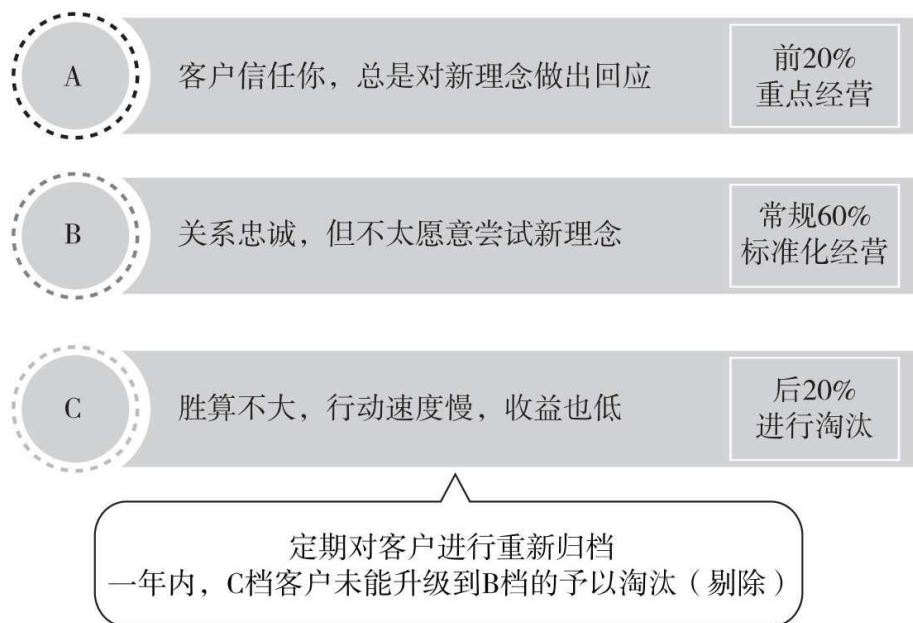 A
客户信任你，总是对新理念做出回应
前20%
重点经营
B
关系忠诚，但不太愿意尝试新理念
常规60%
标准化经营
C
胜算不大，行动速度慢，收益也低
后20%
进行淘汰
定期对客户进行重新归档
一年内，C档客户未能升级到B档的予以淘汰（剔除）